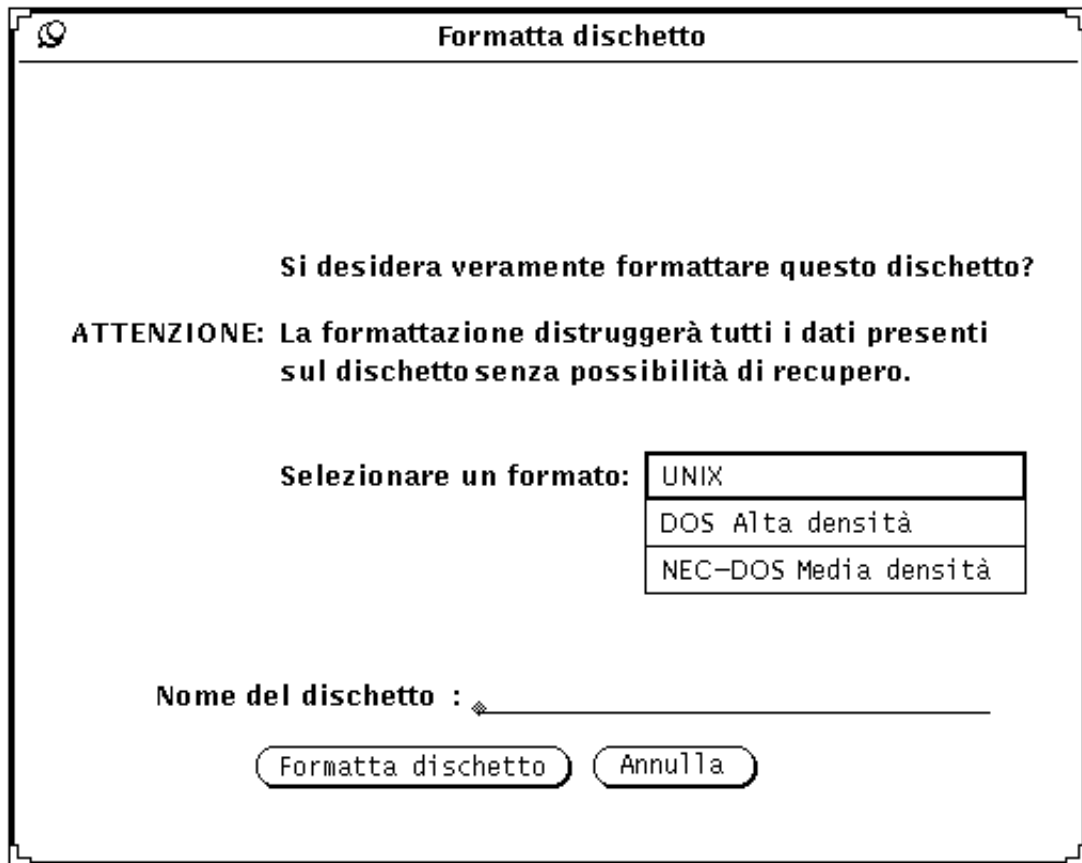 Formatta dischetto
Si desidera veramente formattare questo dischetto?
ATTENZIONE: La formattazione distruggerà tutti i dati presenti
sul dischetto senza possibilità di recupero.
Selezionare un formato: UNIX
DOS Alta densità
NEC-DOS Media densità
Nome del dischetto :
Formatta dischetto Annulla